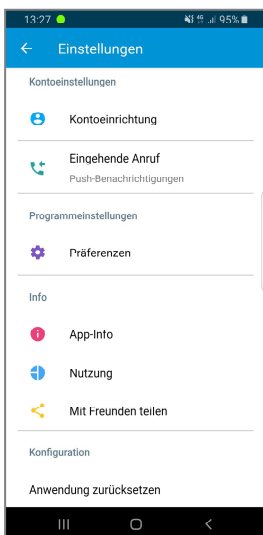 13:27 95%
Einstellungen
Kontoeinstellungen
Kontoeinrichtung
Eingehende Anruf
Push-Benachrichtigungen
Programmeinstellungen
Präferenzen
Info
App-Info
Nutzung
Mit Freunden teilen
Konfiguration
Anwendung zurücksetzen